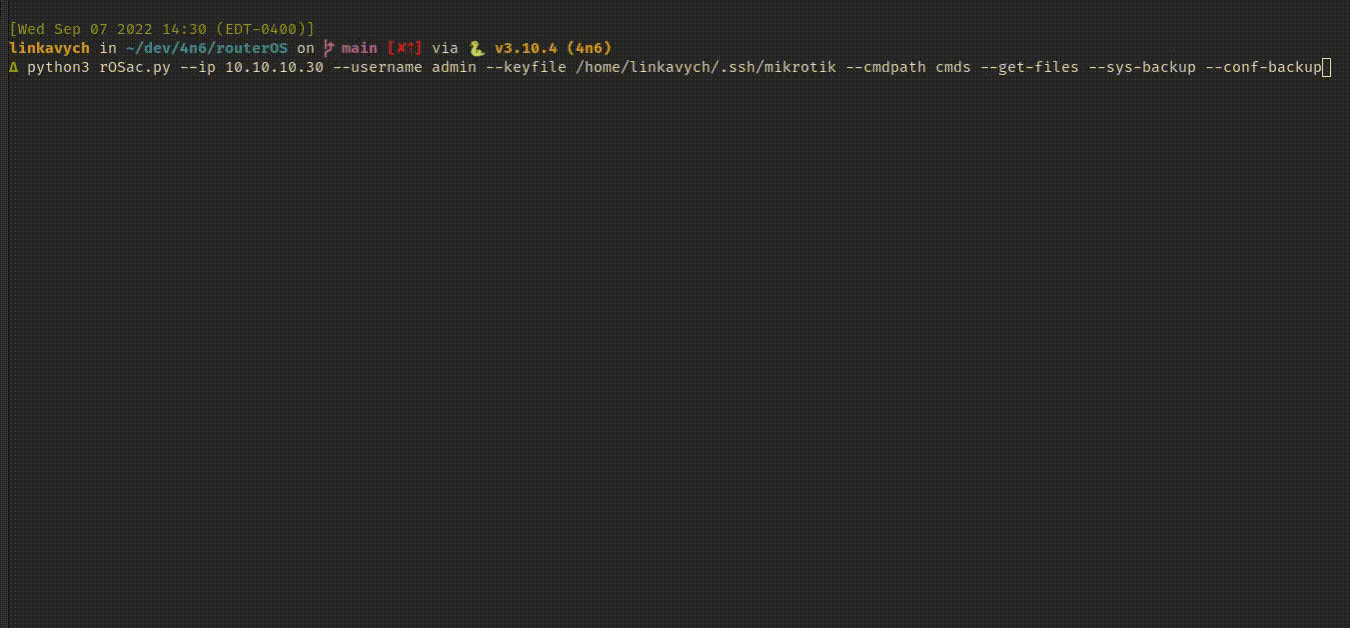 [Wed Sep 07 2022 14:30 (EDT-0400)]
linkavych in ~/dev/4n6/routerOS on main [✘⇡] via 🐍 v3.10.4 (4n6)
Δ python3 rOSac.py --ip 10.10.10.30 --username admin --keyfile /home/linkavych/.ssh/mikrotik --cmdpath cmds --get-files --sys-backup --conf-backup